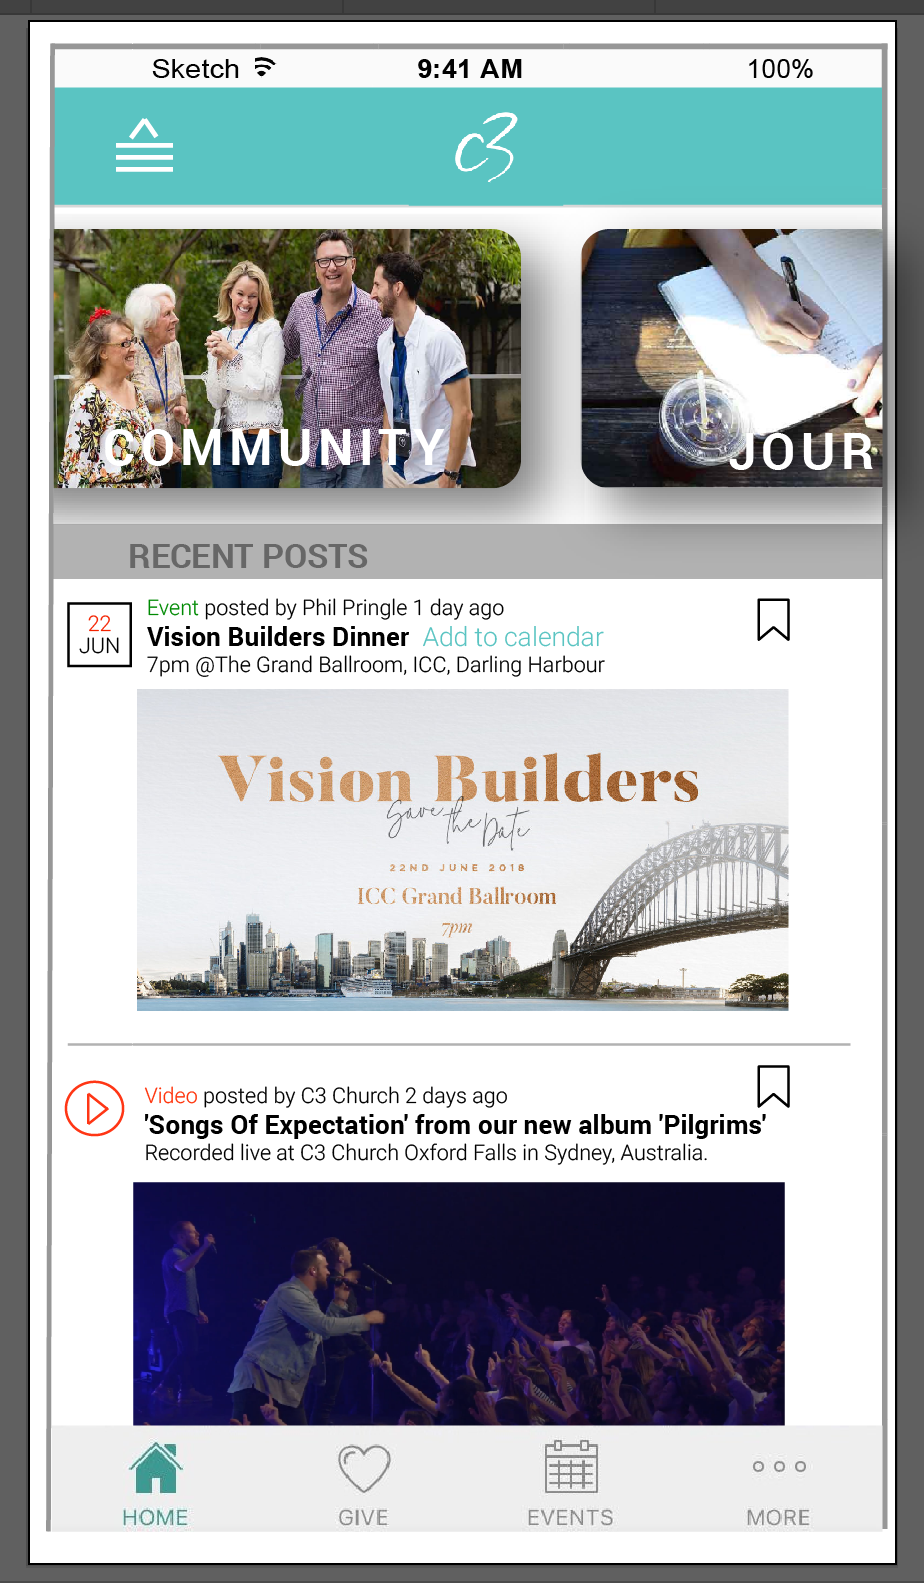 Sketch 9:41 AM 100%
c3
COMMUNITY
JOUR
RECENT POSTS
22
JUN
Event posted by Phil Pringle 1 day ago
Vision Builders Dinner Add to calendar
7pm @The Grand Ballroom, ICC, Darling Harbour
Vision Builders
Save the Date
22ND JUNE 2018
ICC Grand Ballroom
7pm
Video posted by C3 Church 2 days ago
'Songs Of Expectation' from our new album 'Pilgrims'
Recorded live at C3 Church Oxford Falls in Sydney, Australia.
HOME GIVE EVENTS MORE